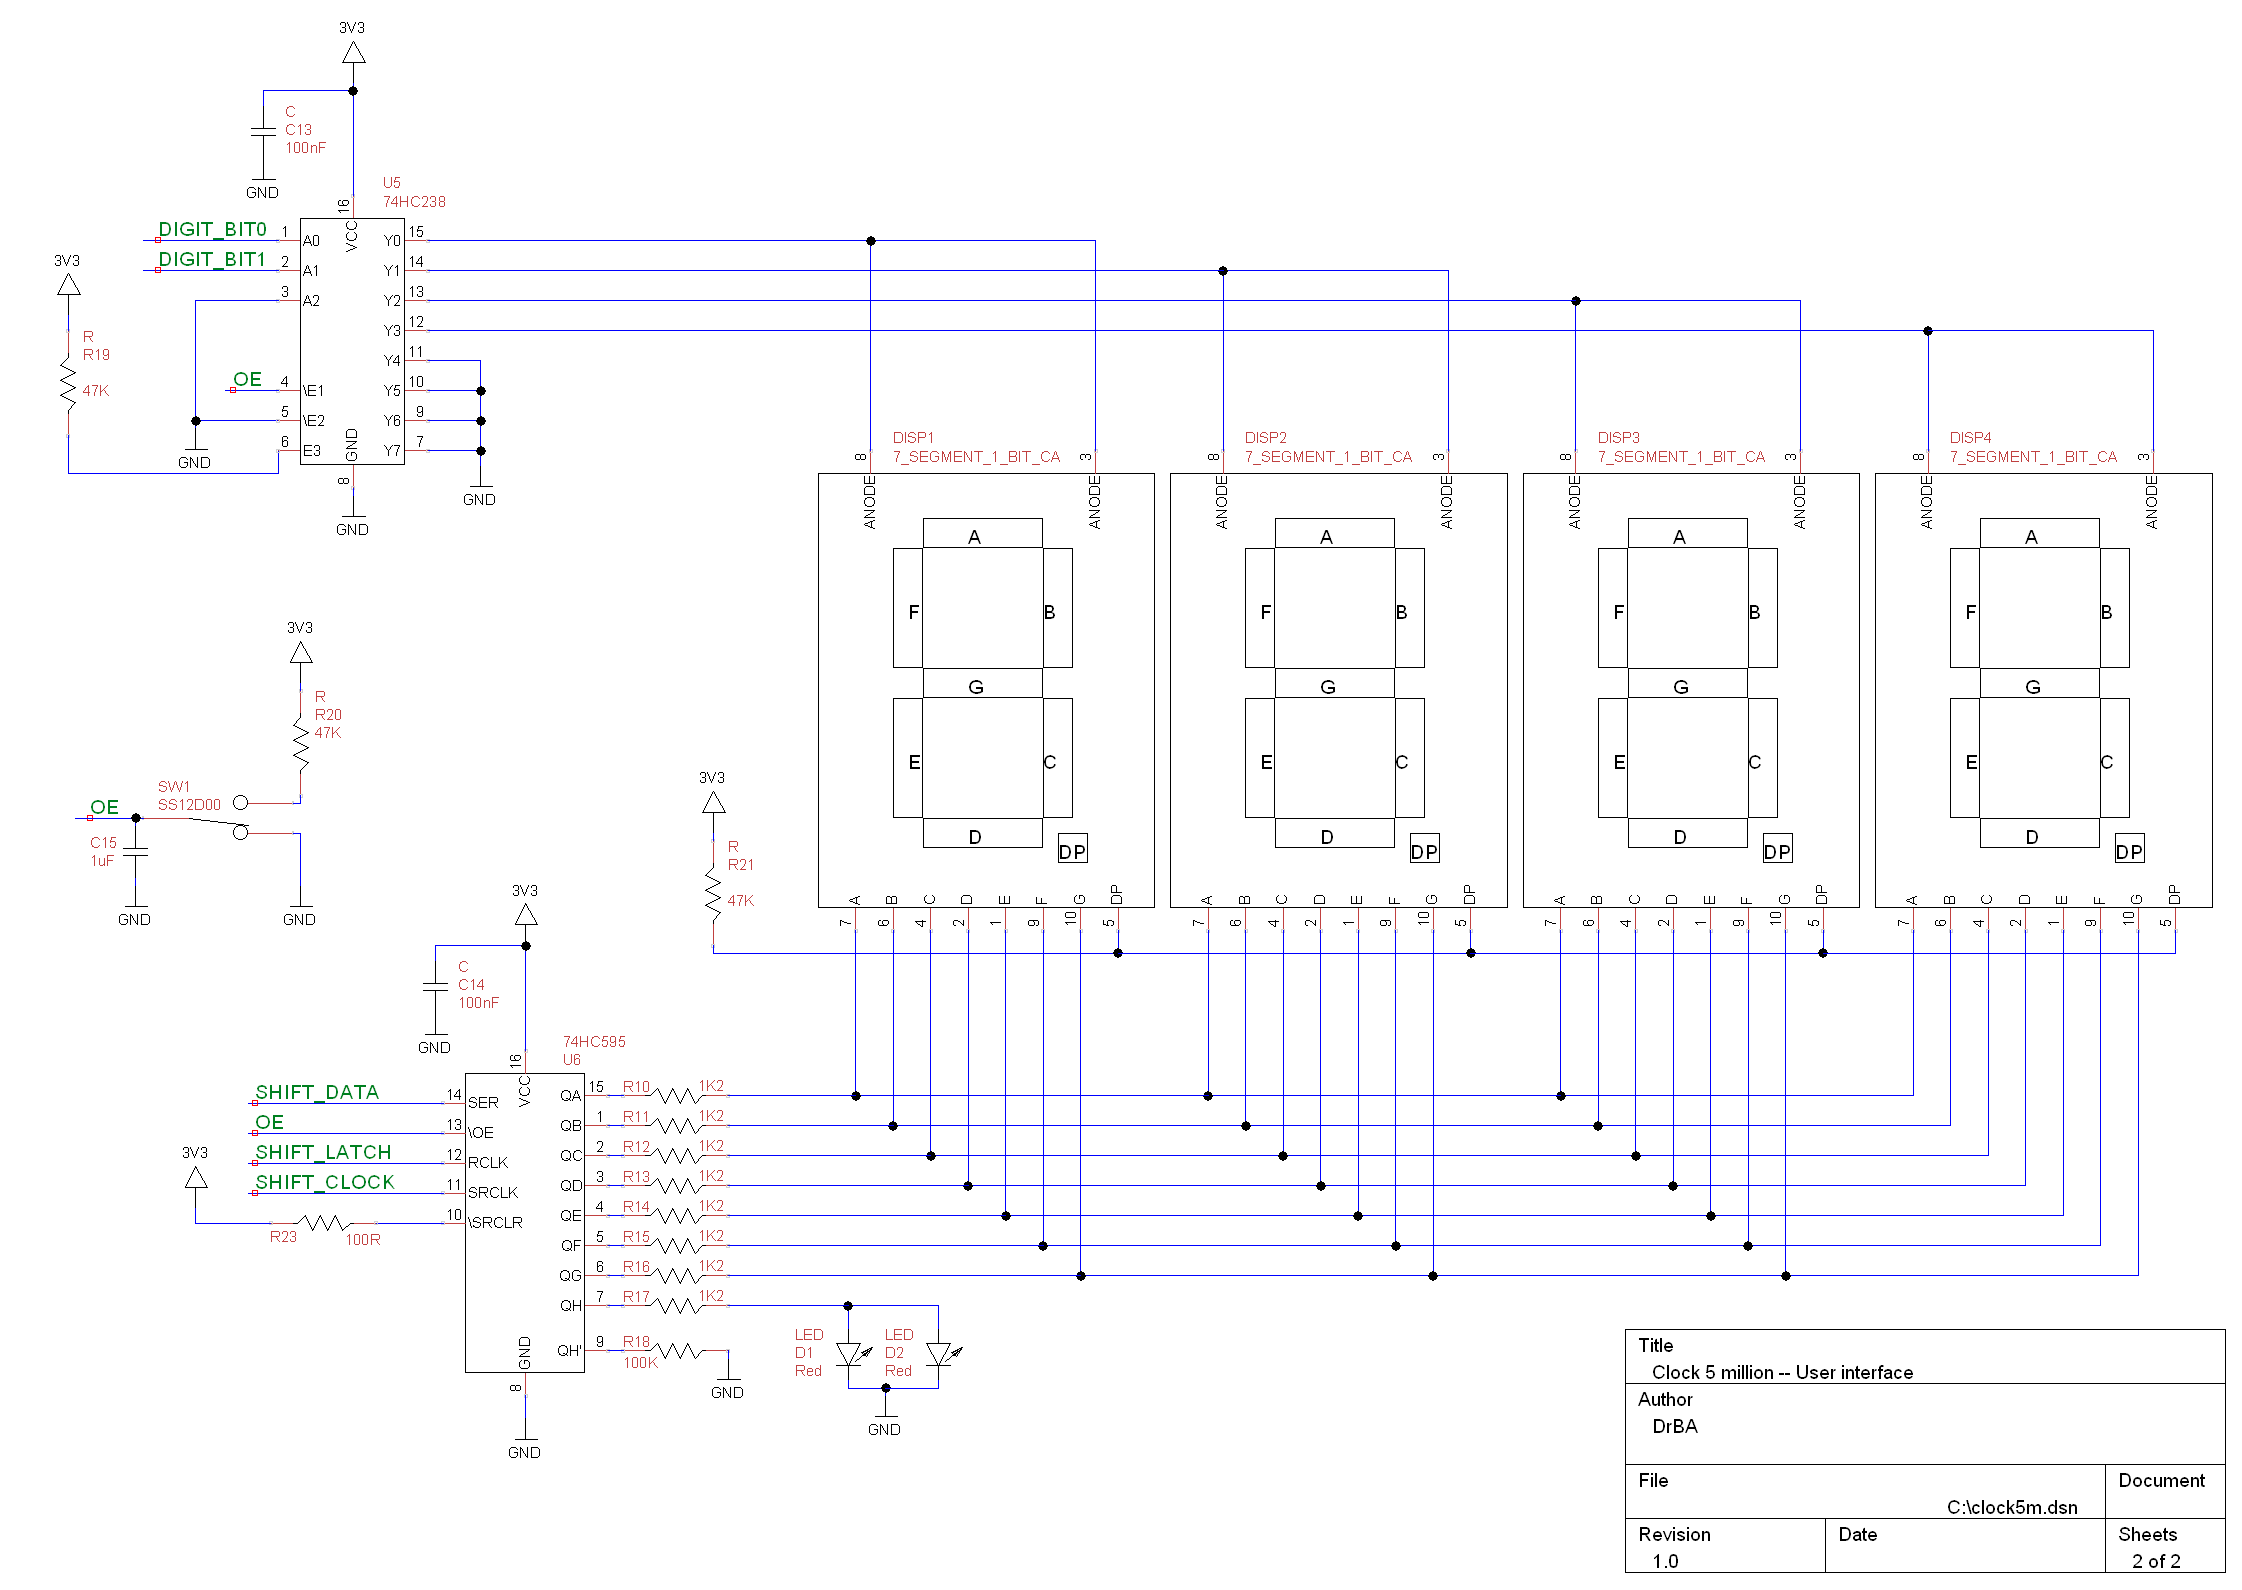 3V3
C
C13
100nF
GND
U5
74HC238
16
VCC
DIGIT_BIT0
1
A0
Y0
15
DIGIT_BIT1
2
A1
Y1
14
3
A2
Y2
13
Y3
12
Y4
11
OE
4
\E1
Y5
10
5
\E2
Y6
9
6
E3
Y7
7
GND
8
GND
GND
GND
3V3
R
R19
47K
3V3
R
R20
47K
SW1
SS12D00
OE
C15
1uF
GND
GND
DISP1
7_SEGMENT_1_BIT_CA
8
3
ANODE
ANODE
A
F
B
G
E
C
D
DP
A
B
C
D
E
F
G
DP
7
6
4
2
1
9
10
5
DISP2
7_SEGMENT_1_BIT_CA
8
3
ANODE
ANODE
A
F
B
G
E
C
D
DP
A
B
C
D
E
F
G
DP
7
6
4
2
1
9
10
5
DISP3
7_SEGMENT_1_BIT_CA
8
3
ANODE
ANODE
A
F
B
G
E
C
D
DP
A
B
C
D
E
F
G
DP
7
6
4
2
1
9
10
5
DISP4
7_SEGMENT_1_BIT_CA
8
3
ANODE
ANODE
A
F
B
G
E
C
D
DP
A
B
C
D
E
F
G
DP
7
6
4
2
1
9
10
5
3V3
R
R21
47K
3V3
C
C14
100nF
GND
74HC595
U6
16
VCC
SHIFT_DATA
14
SER
OE
13
\OE
SHIFT_LATCH
12
RCLK
SHIFT_CLOCK
11
SRCLK
3V3
R23
100R
10
\SRCLR
QA
15
R10
1K2
QB
1
R11
1K2
QC
2
R12
1K2
QD
3
R13
1K2
QE
4
R14
1K2
QF
5
R15
1K2
QG
6
R16
1K2
QH
7
R17
1K2
QH'
9
R18
100K
GND
GND
8
GND
LED
D1
Red
LED
D2
Red
GND
Title
Clock 5 million -- User interface
Author
DrBA
File
C:\clock5m.dsn
Document
Revision
1.0
Date
Sheets
2 of 2